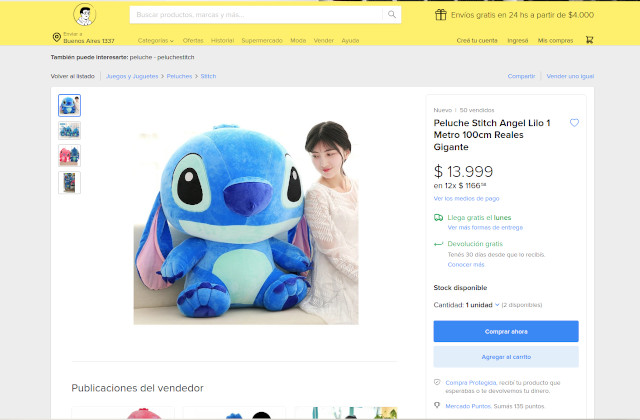 Buscar productos, marcas y más...
Envíos gratis en 24 hs a partir de $4.000
Enviar a
Buenos Aires 1337
Categorías Ofertas Historial Supermercado Moda Vender Ayuda
Creá tu cuenta Ingresá Mis compras
También puede interesarte: peluche - peluchestitch
Volver al listado Juegos y Juguetes > Peluches > Stitch
Compartir Vender uno igual
Nuevo | 50 vendidos
Peluche Stitch Angel Lilo 1
Metro 100cm Reales
Gigante
$ 13.999
en 12x $ 1166 58
Ver los medios de pago
Llega gratis el lunes
Ver más formas de entrega
Devolución gratis
Tenés 30 días desde que lo recibís.
Conocer más
Stock disponible
Cantidad: 1 unidad (2 disponibles)
Comprar ahora
Agregar al carrito
Compra Protegida, recibí tu producto que
esperabas o te devolvemos tu dinero.
Mercado Puntos. Sumás 135 puntos.
Publicaciones del vendedor